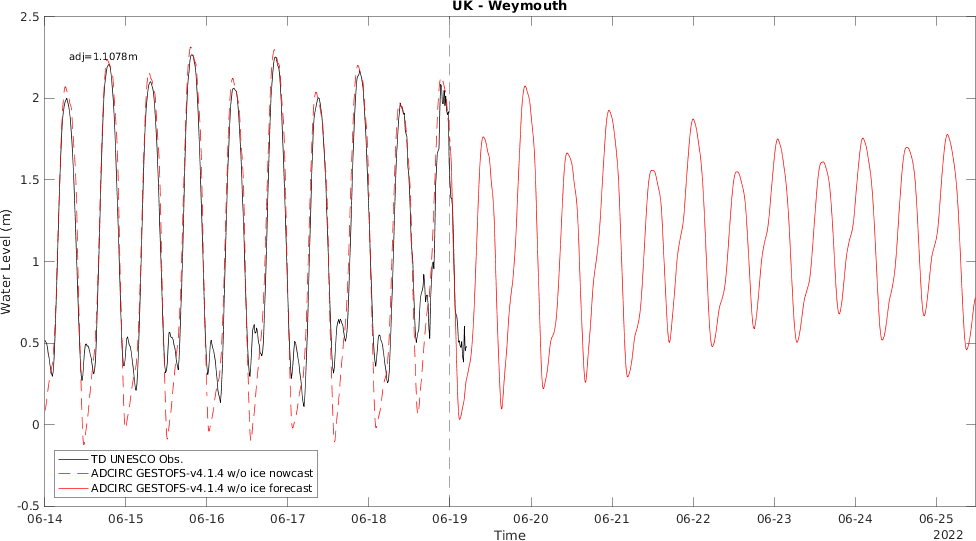 UK - Weymouth
2.5
adj=1.1078m
2
1.5
1
0.5
0
-0.5
Water Level (m)
TD UNESCO Obs.
ADCIRC GESTOFS-v4.1.4 w/o ice nowcast
ADCIRC GESTOFS-v4.1.4 w/o ice forecast
06-14 06-15 06-16 06-17 06-18 06-19 06-20 06-21 06-22 06-23 06-24 06-25
Time
2022